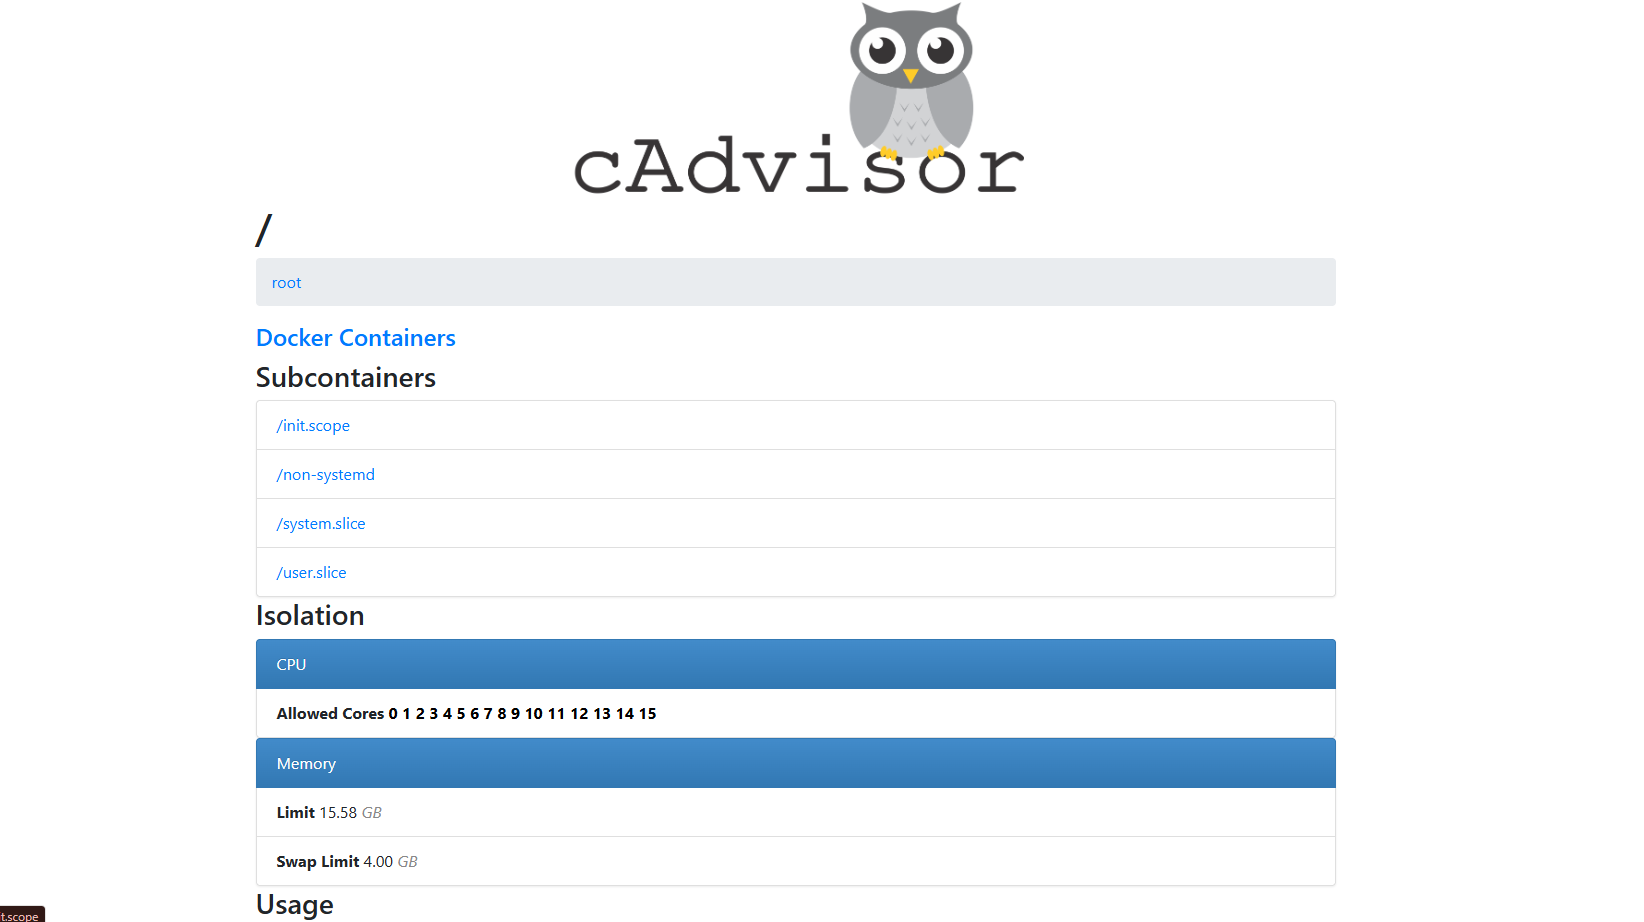 cAdvisor
/
root
Docker Containers
Subcontainers
/init.scope
/non-systemd
/system.slice
/user.slice
Isolation
CPU
Allowed Cores 0 1 2 3 4 5 6 7 8 9 10 11 12 13 14 15
Memory
Limit 15.58 GB
Swap Limit 4.00 GB
Usage
t.scope